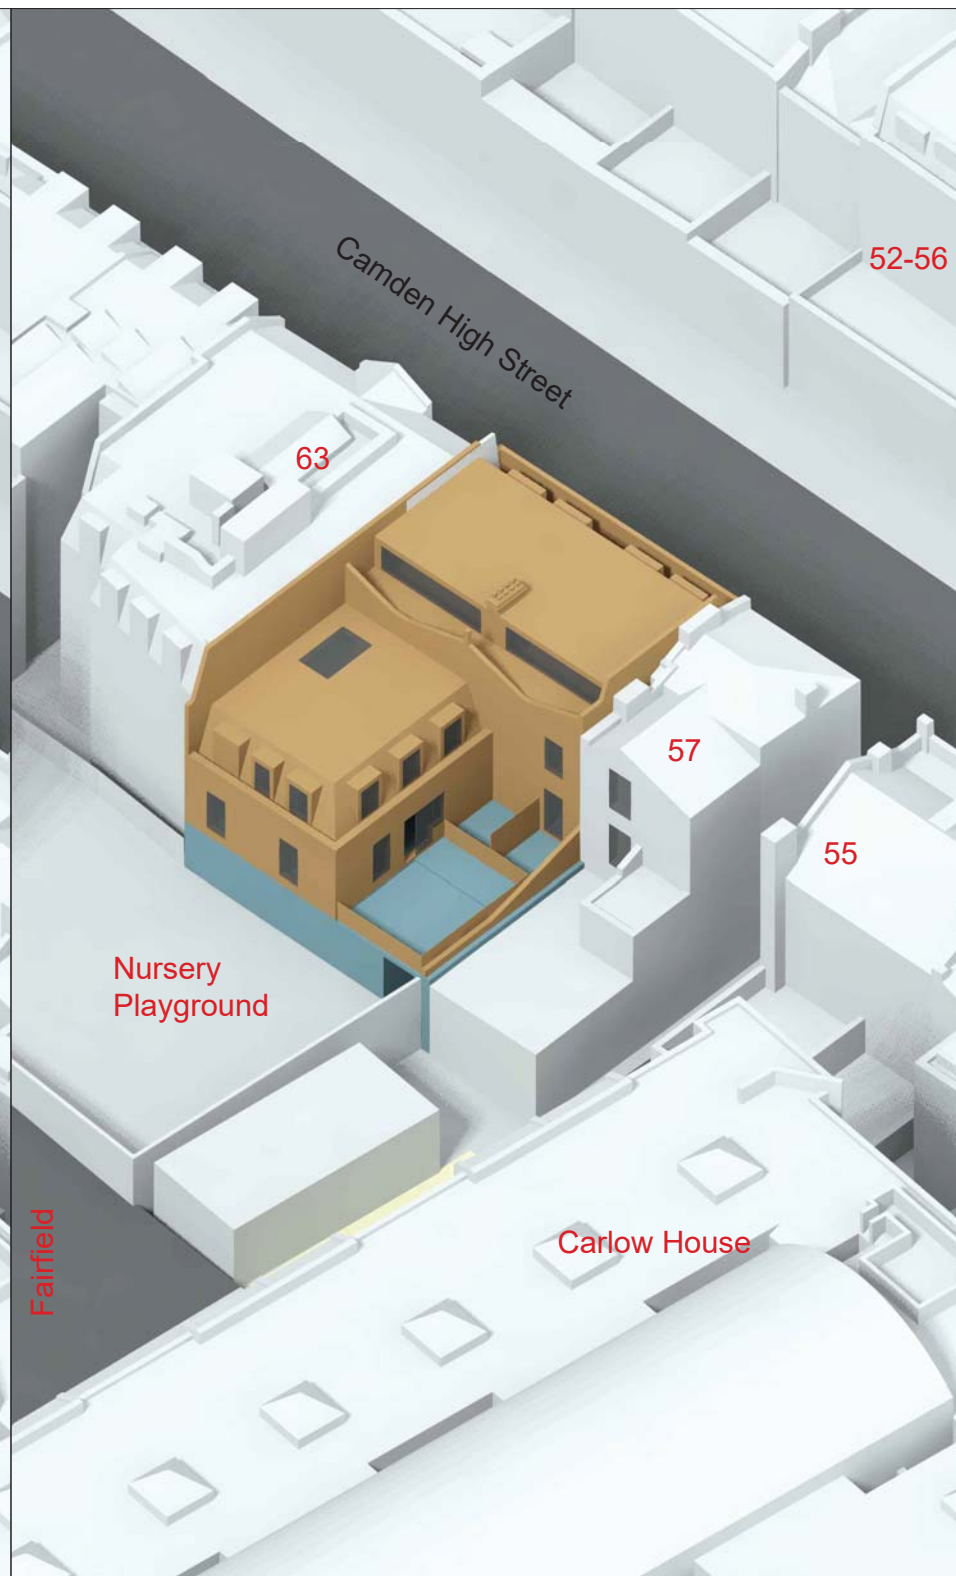 Camden High Street
52-56
63
57
55
Nursery
Playground
Fairfield
Carlow House